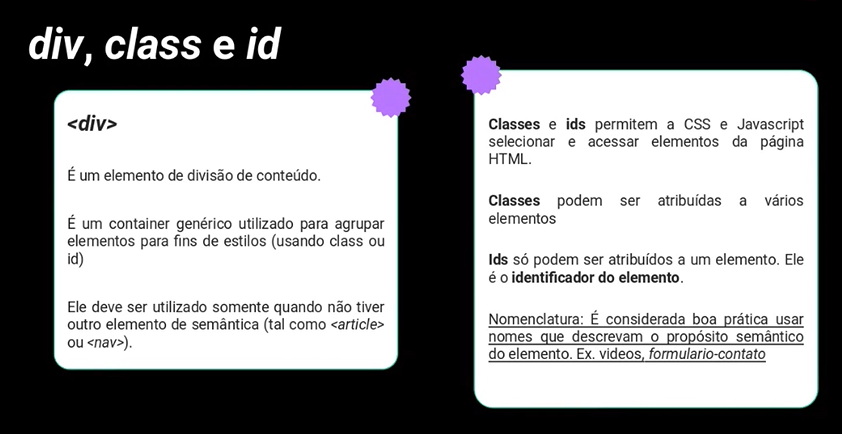 div, class e id
<div>
É um elemento de divisão de conteúdo.
É um container genérico utilizado para agrupar
elementos para fins de estilos (usando class ou
id)
Ele deve ser utilizado somente quando não tiver
outro elemento de semântica (tal como <article>
ou <nav>).
Classes e ids permitem a CSS e Javascript
selecionar e acessar elementos da página
HTML.
Classes podem ser atribuídas a vários
elementos
Ids só podem ser atribuídos a um elemento. Ele
é o identificador do elemento.
Nomenclatura: É considerada boa prática usar
nomes que descrevam o propósito semântico
do elemento. Ex. videos, formulario-contato